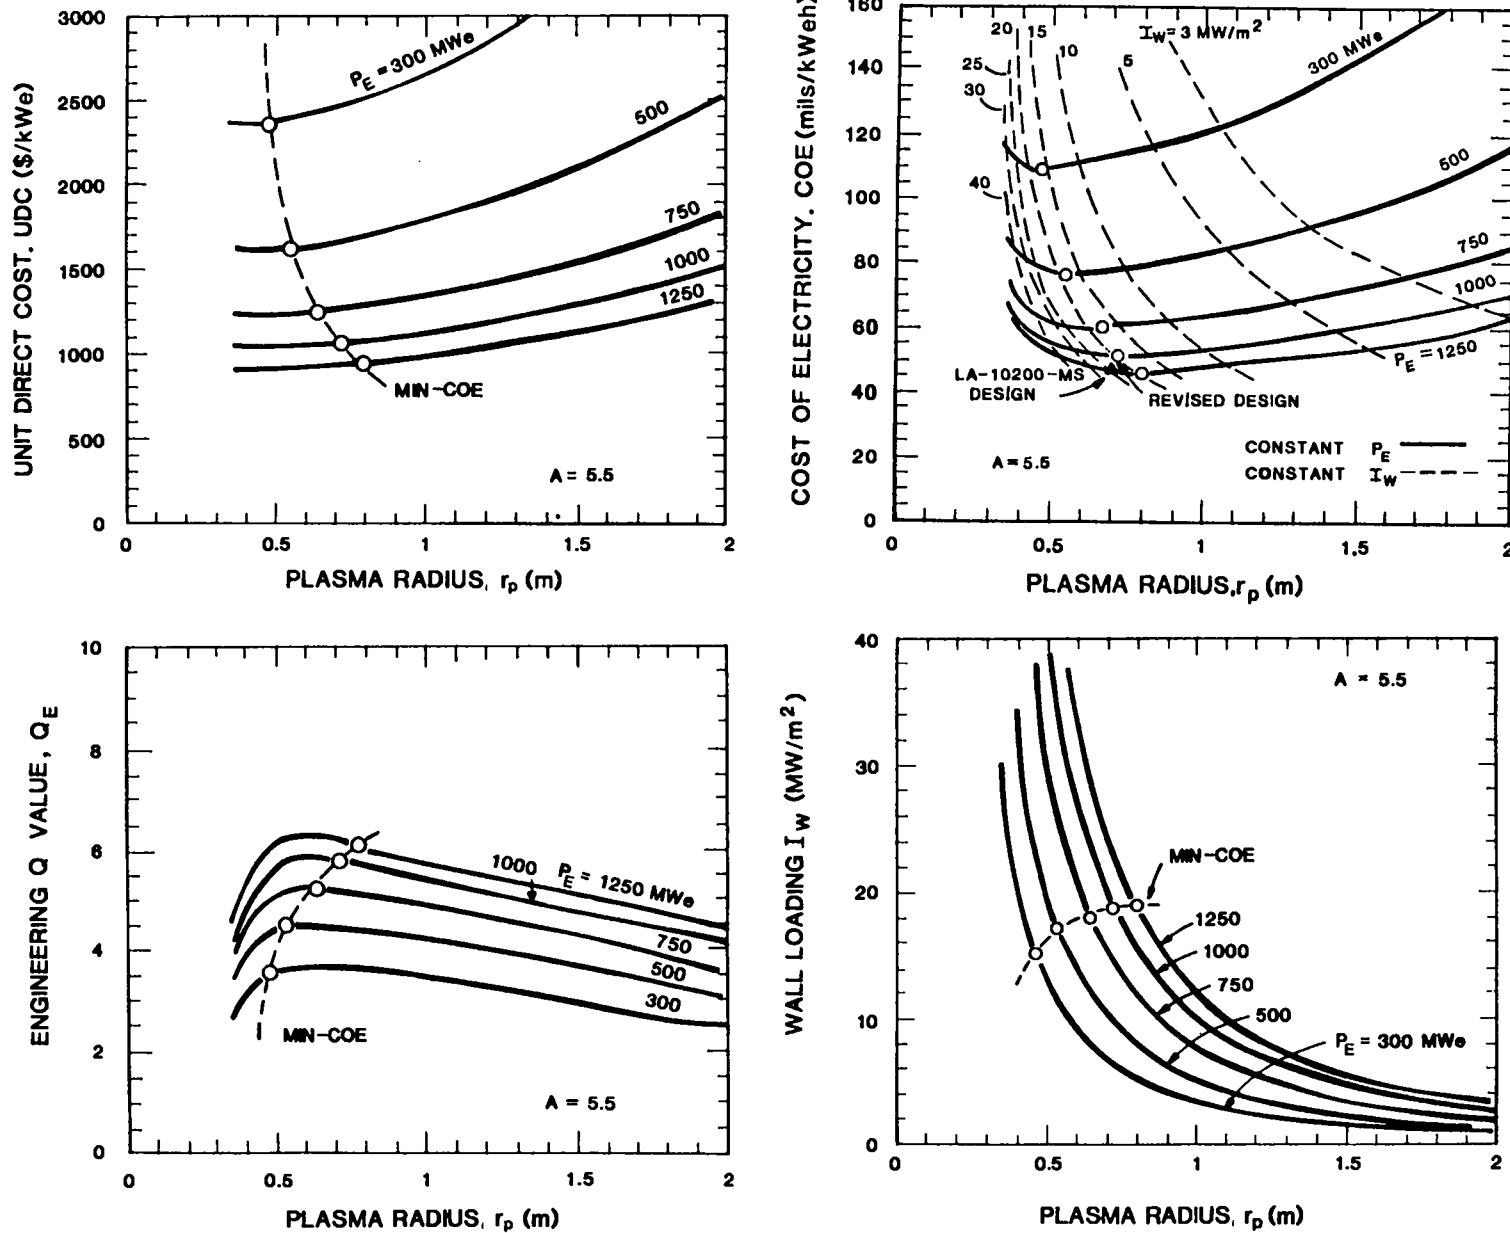 UNIT DIRECT COST. UDC ($/kWe)
3000
2500
2000
1500
1000
500
0
P_E = 300 MWe
500
750
1000
1250
MIN-COE
A = 5.5
0 0.5 1 1.5 2
PLASMA RADIUS, r_p (m)
COST OF ELECTRICITY. COE (mils/kWeh)
160
140
120
100
80
60
40
20
0
20 15 10 5 I_W = 3 MW/m²
25
30
40
300 MWe
500
750
1000
P_E = 1250
LA-10200-MS
DESIGN
REVISED DESIGN
CONSTANT P_E
CONSTANT I_W
A = 5.5
0 0.5 1 1.5 2
PLASMA RADIUS, r_p (m)
ENGINEERING Q VALUE, Q_E
10
8
6
4
2
0
1000 P_E = 1250 MWe
750
500
300
MIN-COE
A = 5.5
0 0.5 1 1.5 2
PLASMA RADIUS, r_p (m)
WALL LOADING I_W (MW/m²)
40
30
20
10
0
A = 5.5
MIN-COE
1250
1000
750
500
P_E = 300 MWe
0 0.5 1 1.5 2
PLASMA RADIUS, r_p (m)